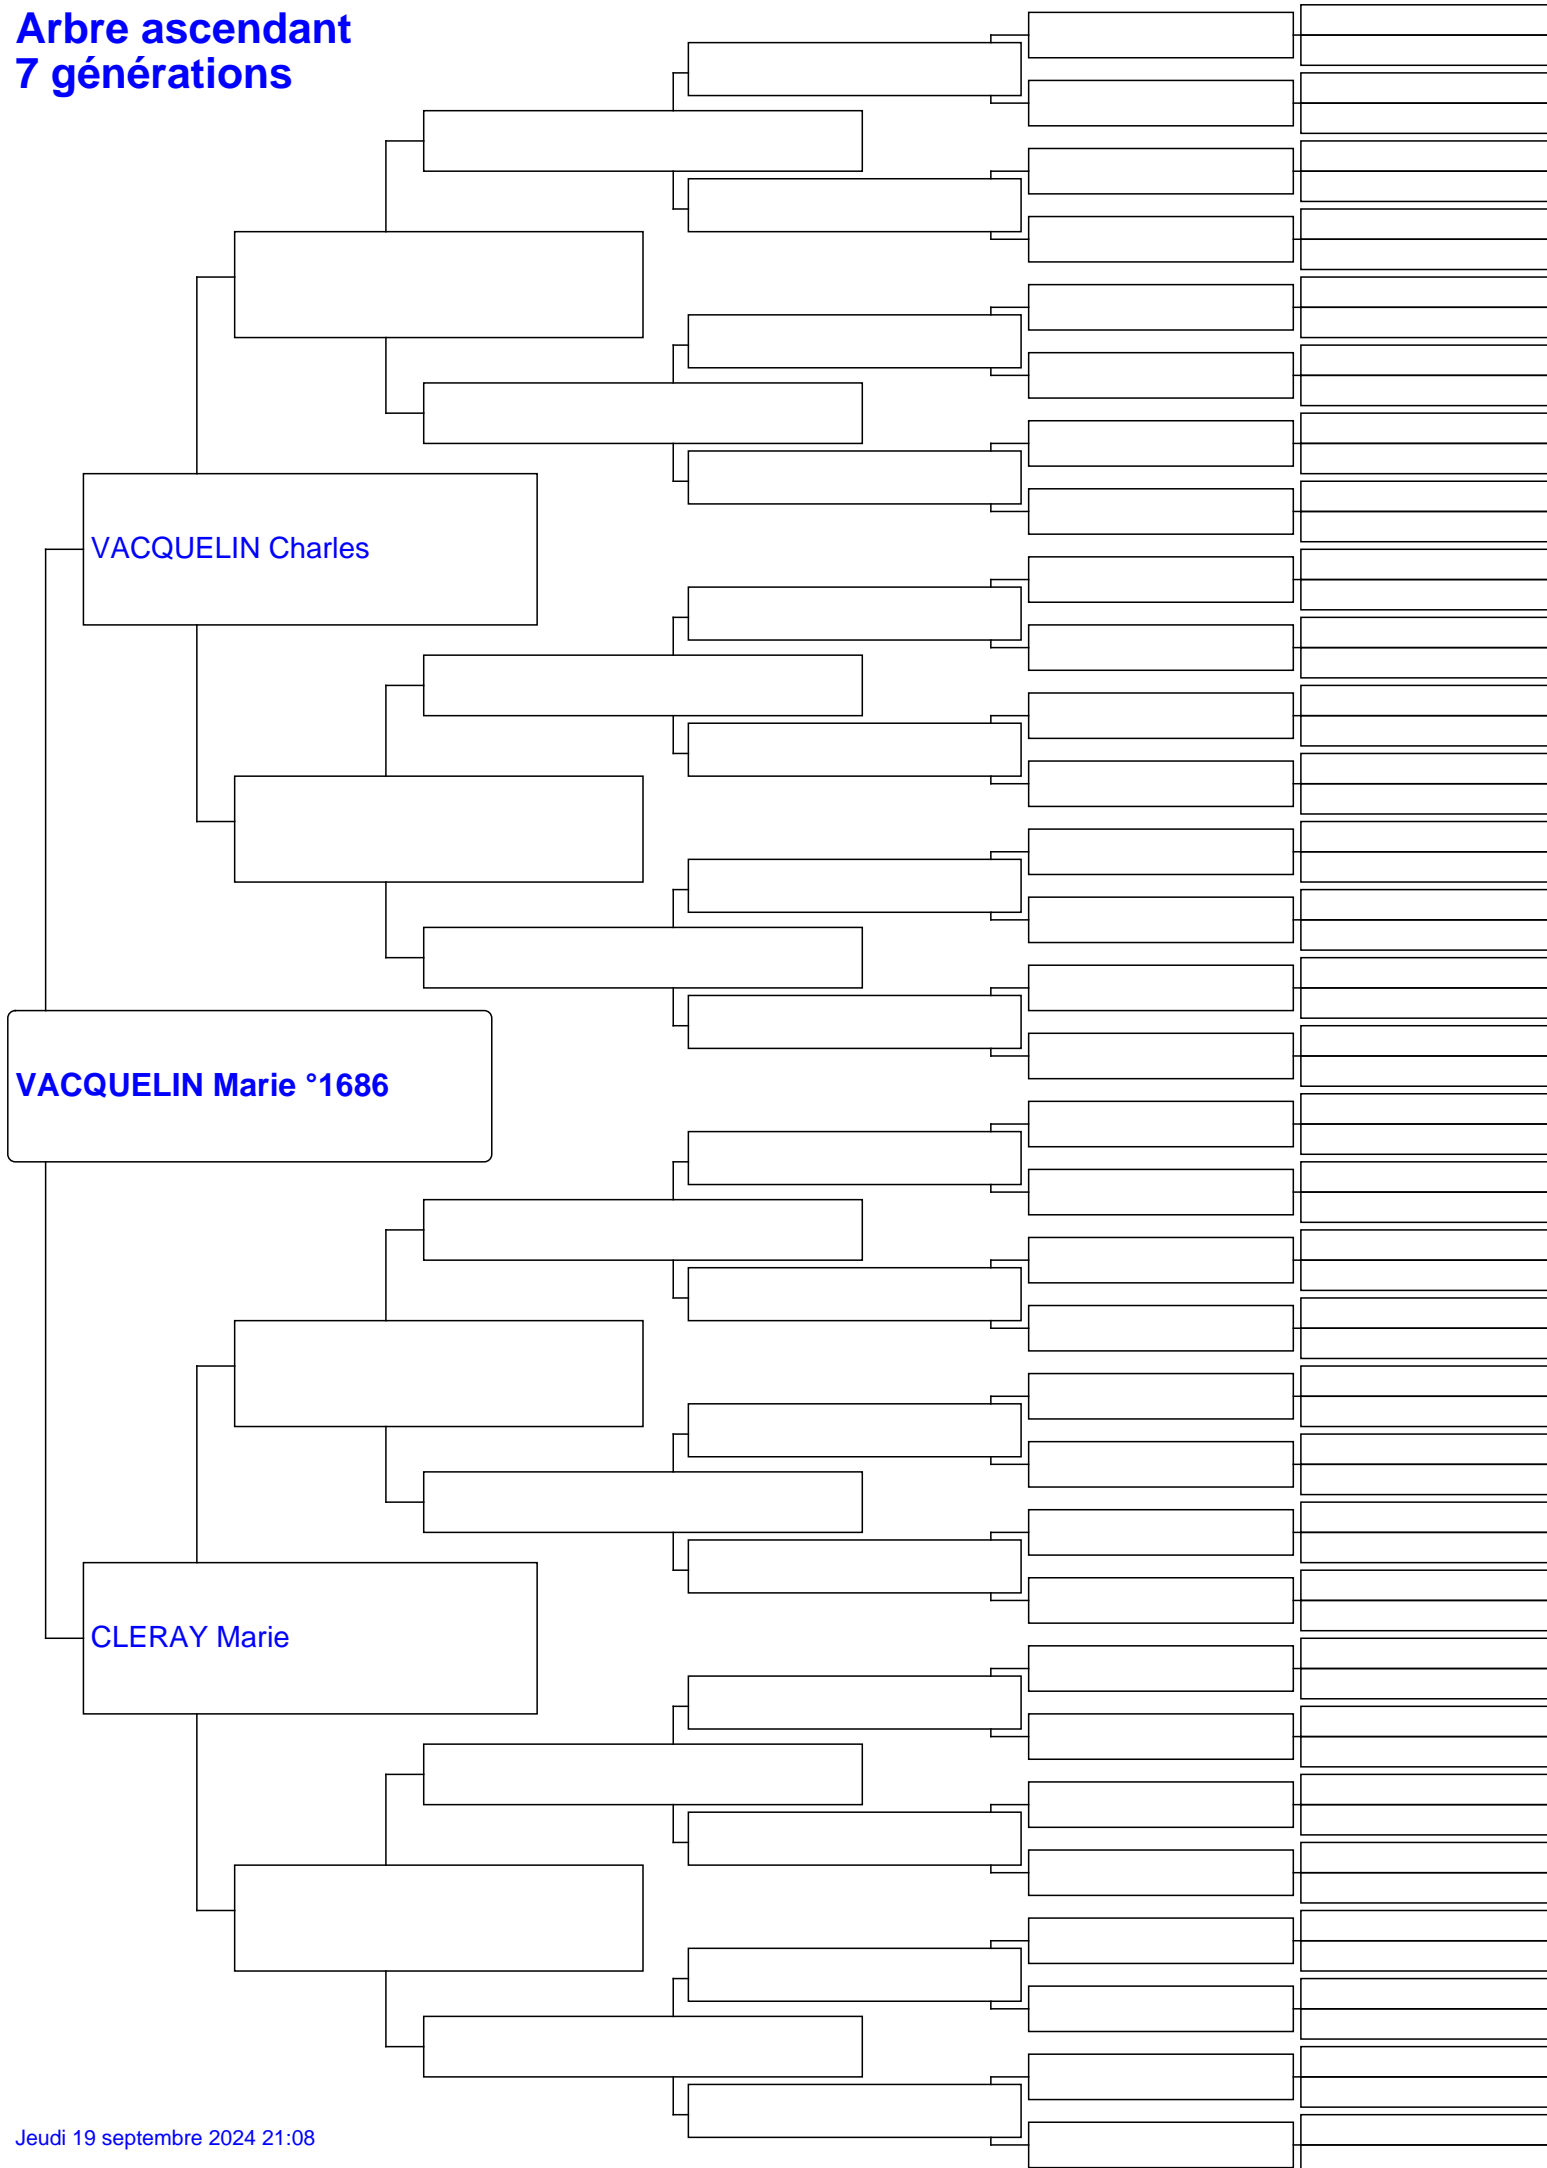 Arbre ascendant
7 générations
VACQUELIN Charles
VACQUELIN Marie °1686
CLERAY Marie
Jeudi 19 septembre 2024 21:08